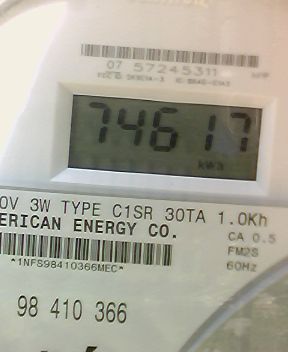 07 57245311
74617
kWh
0V 3W TYPE C1SR 30TA 1.0Kh
ERICAN ENERGY CO.
CA 0.5
FM2S
60Hz
*1NFS98410366MEC*
98 410 366